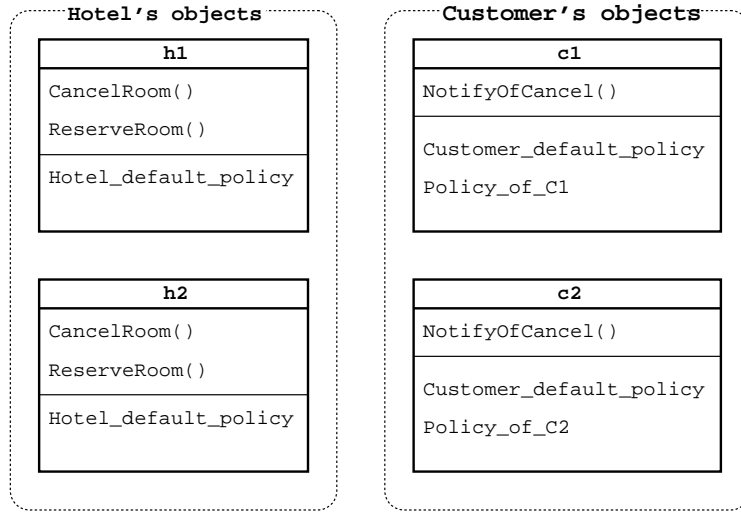 Hotel's objects
h1
CancelRoom()
ReserveRoom()
Hotel_default_policy
h2
CancelRoom()
ReserveRoom()
Hotel_default_policy
Customer's objects
c1
NotifyOfCancel()
Customer_default_policy
Policy_of_C1
c2
NotifyOfCancel()
Customer_default_policy
Policy_of_C2